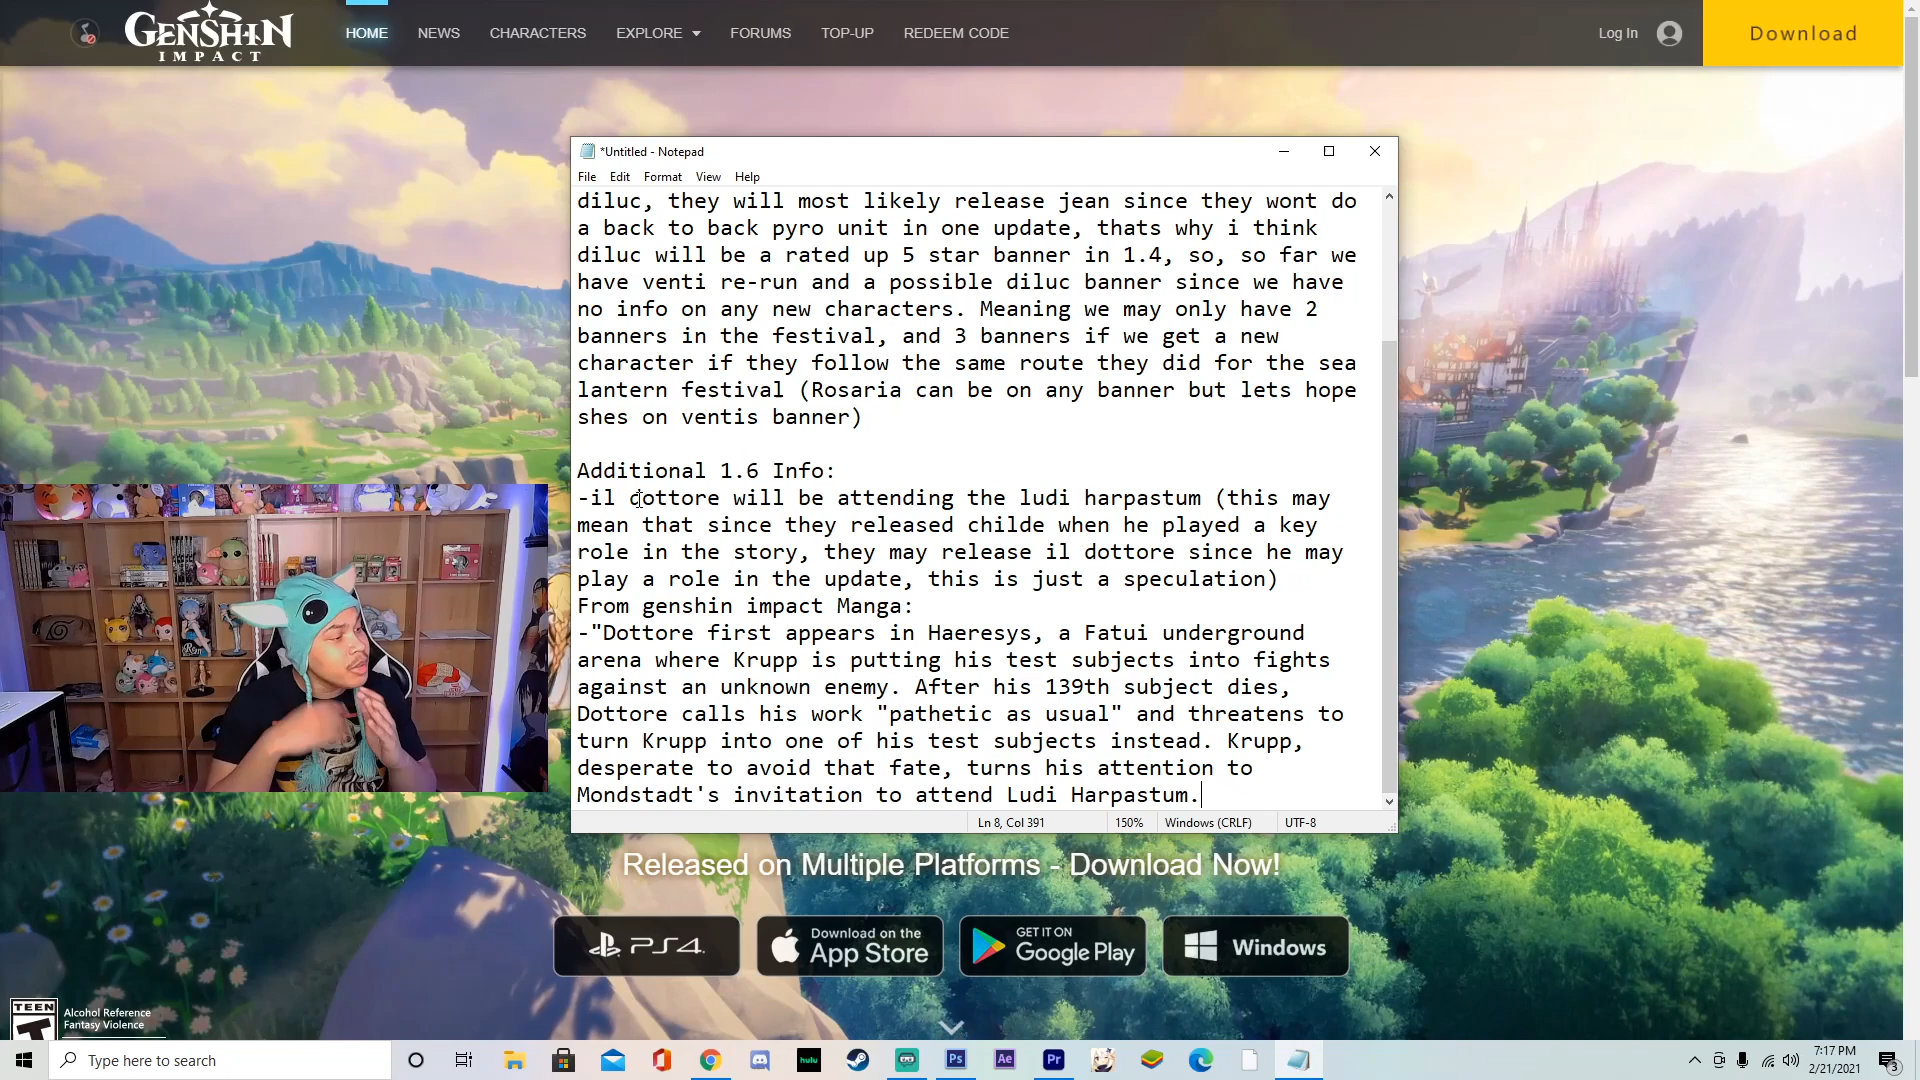 GENSHIN
IMPACT
HOME
NEWS
CHARACTERS
EXPLORE
FORUMS
TOP-UP
REDEEM CODE
Log In
Download
*Untitled - Notepad
File Edit Format View Help
diluc, they will most likely release jean since they wont do
a back to back pyro unit in one update, thats why i think
diluc will be a rated up 5 star banner in 1.4, so, so far we
have venti re-run and a possible diluc banner since we have
no info on any new characters. Meaning we may only have 2
banners in the festival, and 3 banners if we get a new
character if they follow the same route they did for the sea
lantern festival (Rosaria can be on any banner but lets hope
shes on ventis banner)
Additional 1.6 Info:
-il dottore will be attending the ludi harpastum (this may
mean that since they released childe when he played a key
role in the story, they may release il dottore since he may
play a role in the update, this is just a speculation)
From genshin impact Manga:
-"Dottore first appears in Haeresys, a Fatui underground
arena where Krupp is putting his test subjects into fights
against an unknown enemy. After his 139th subject dies,
Dottore calls his work "pathetic as usual" and threatens to
turn Krupp into one of his test subjects instead. Krupp,
desperate to avoid that fate, turns his attention to
Mondstadt's invitation to attend Ludi Harpastum.
Ln 8, Col 391
150%
Windows (CRLF)
UTF-8
Released on Multiple Platforms - Download Now!
PS4
Download on the
App Store
GET IT ON
Google Play
Windows
TEEN
T
Alcohol Reference
Fantasy Violence
Type here to search
hulu
Ps
Ae
Pr
7:17 PM
2/21/2021
3